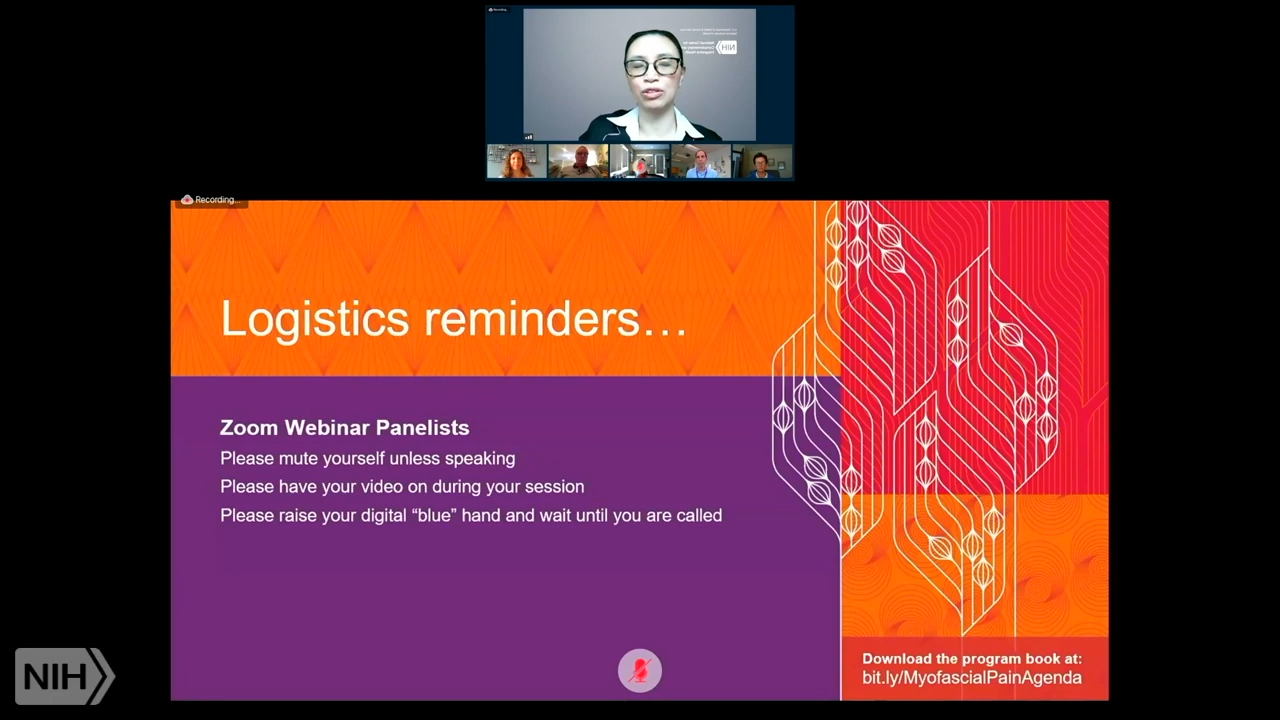 NIH
Recording...
Logistics reminders…
Zoom Webinar Panelists
Please mute yourself unless speaking
Please have your video on during your session
Please raise your digital “blue” hand and wait until you are called
NIH
Download the program book at:
bit.ly/MyofascialPainAgenda